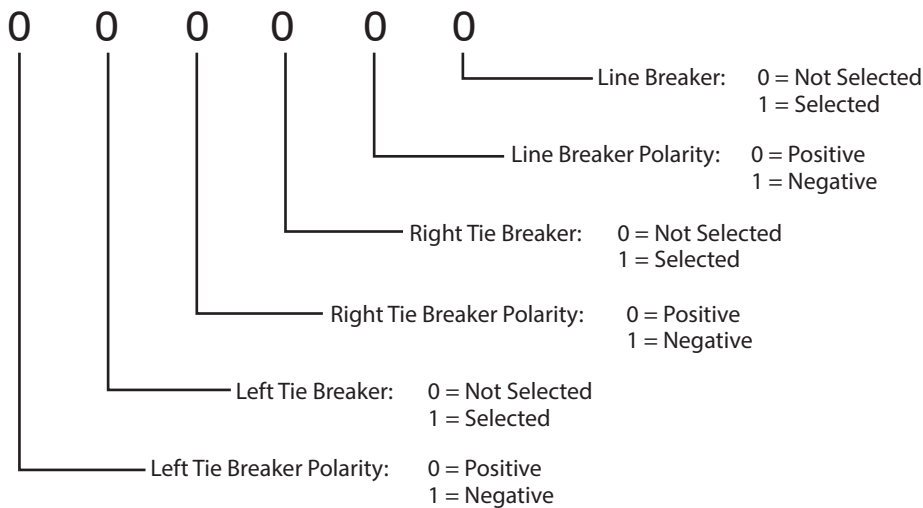 0 0 0 0 0 0
Line Breaker: 0 = Not Selected
1 = Selected
Line Breaker Polarity: 0 = Positive
1 = Negative
Right Tie Breaker: 0 = Not Selected
1 = Selected
Right Tie Breaker Polarity: 0 = Positive
1 = Negative
Left Tie Breaker: 0 = Not Selected
1 = Selected
Left Tie Breaker Polarity: 0 = Positive
1 = Negative